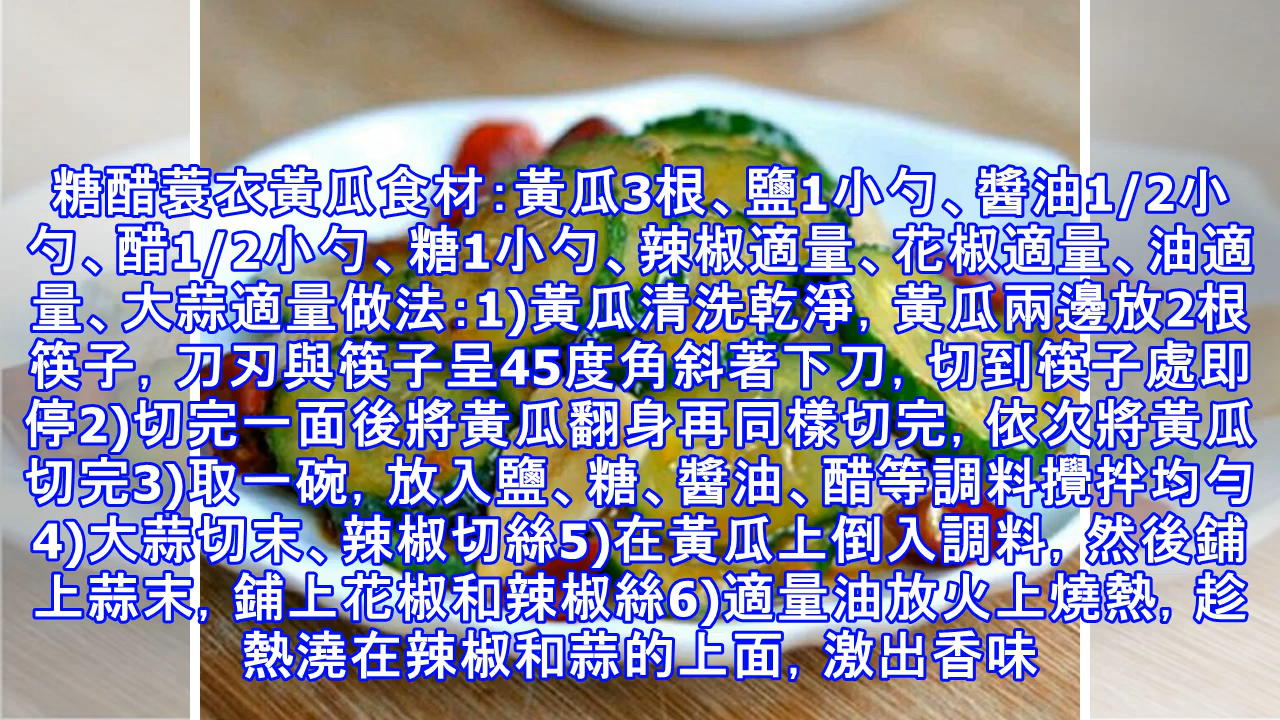 糖醋蓑衣黃瓜食材：黃瓜3根、鹽1小勺、醬油1/2小
勺、醋1/2小勺、糖1小勺、辣椒適量、花椒適量、油適
量、大蒜適量做法：1)黃瓜清洗乾淨，黃瓜兩邊放2根
筷子，刀刃與筷子呈45度角斜著下刀，切到筷子處即
停2)切完一面後將黃瓜翻身再同樣切完，依次將黃瓜
切完3)取一碗，放入鹽、糖、醬油、醋等調料攪拌均勻
4)大蒜切末、辣椒切絲5)在黃瓜上倒入調料，然後鋪
上蒜末，鋪上花椒和辣椒絲6)適量油放火上燒熱，趁
熱澆在辣椒和蒜的上面，激出香味